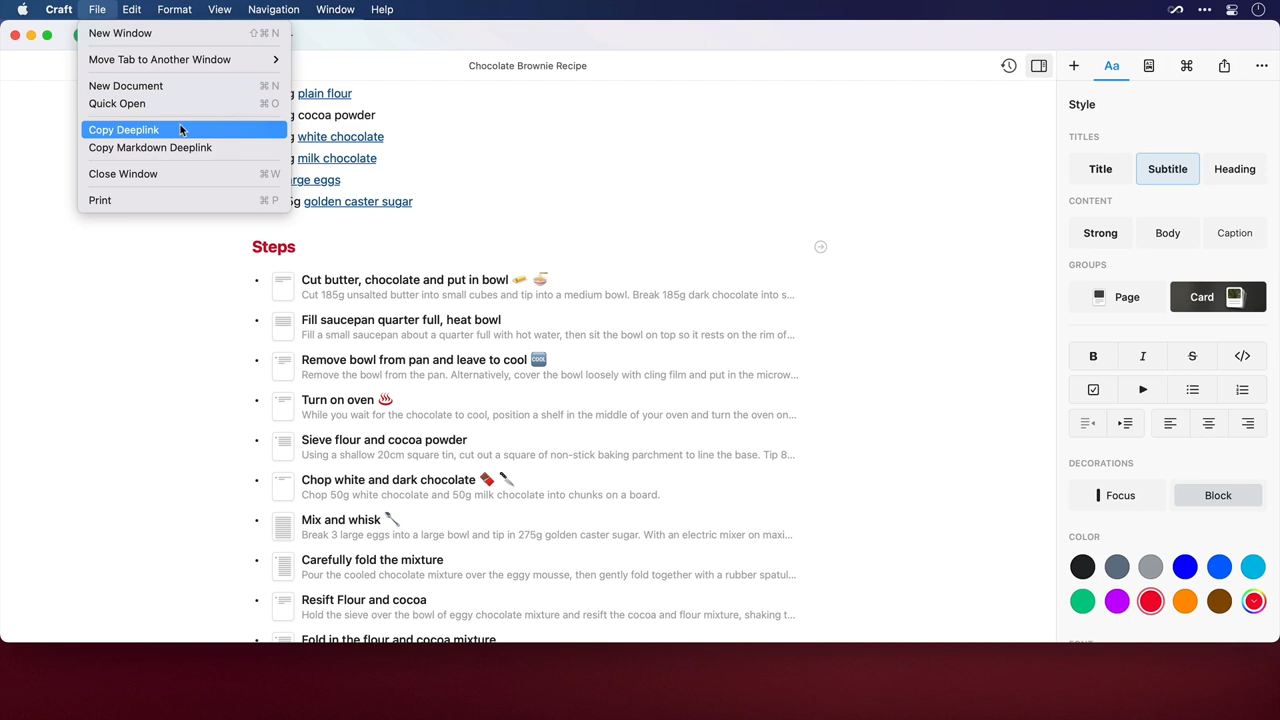 Craft File Edit Format View Navigation Window Help
New Window ⇧⌘N
Move Tab to Another Window
New Document ⌘N
Quick Open ⌘O
Copy Deeplink
Copy Markdown Deeplink
Close Window ⌘W
Print ⌘P
Chocolate Brownie Recipe
g plain flour
g cocoa powder
g white chocolate
g milk chocolate
arge eggs
5g golden caster sugar
Steps
Cut butter, chocolate and put in bowl 🧈 🍜
Cut 185g unsalted butter into small cubes and tip into a medium bowl. Break 185g dark chocolate into s...
Fill saucepan quarter full, heat bowl
Fill a small saucepan about a quarter full with hot water, then sit the bowl on top so it rests on the rim of...
Remove bowl from pan and leave to cool 🆒
Remove the bowl from the pan. Alternatively, cover the bowl loosely with cling film and put in the microw...
Turn on oven ♨️
While you wait for the chocolate to cool, position a shelf in the middle of your oven and turn the oven on...
Sieve flour and cocoa powder
Using a shallow 20cm square tin, cut out a square of non-stick baking parchment to line the base. Tip 8...
Chop white and dark chocolate 🍫 🔪
Chop 50g white chocolate and 50g milk chocolate into chunks on a board.
Mix and whisk 🥄
Break 3 large eggs into a large bowl and tip in 275g golden caster sugar. With an electric mixer on maxi...
Carefully fold the mixture
Pour the cooled chocolate mixture over the eggy mousse, then gently fold together with a rubber spatul...
Resift Flour and cocoa
Hold the sieve over the bowl of eggy chocolate mixture and resift the cocoa and flour mixture, shaking t...
Fold in the flour and cocoa mixture
Aa
Style
TITLES
Title Subtitle Heading
CONTENT
Strong Body Caption
GROUPS
Page Card
B I S </>
DECORATIONS
Focus Block
COLOR